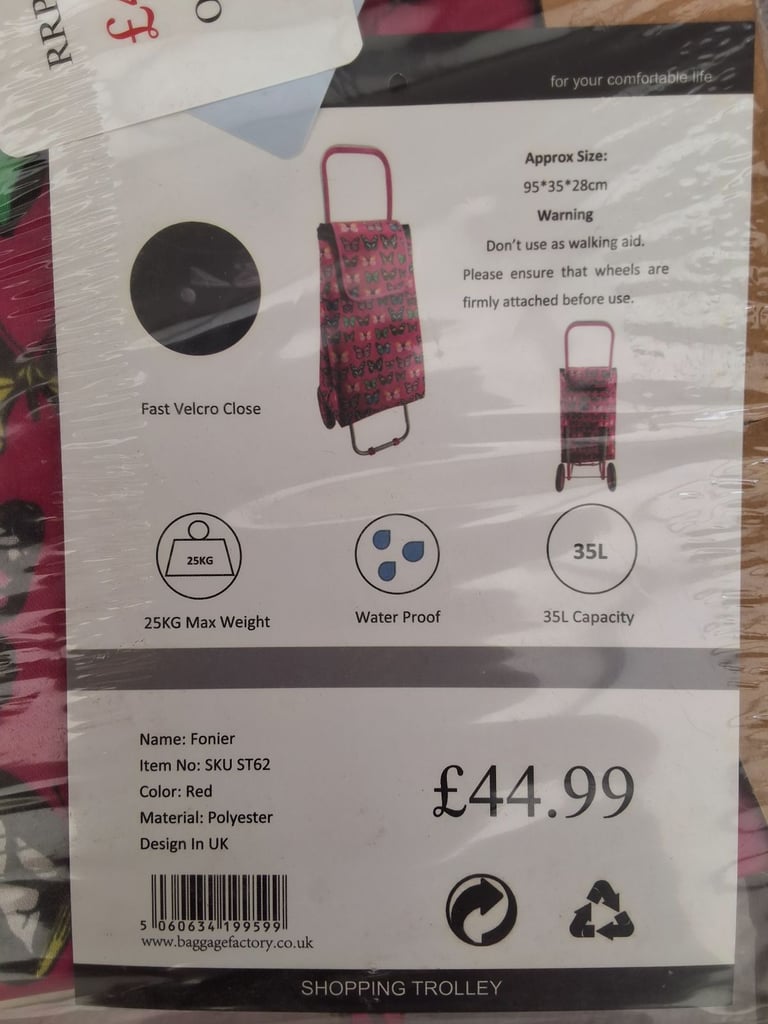 RRP
£4
O
for your comfortable life
Approx Size:
95*35*28cm
Warning
Don't use as walking aid.
Please ensure that wheels are
firmly attached before use.
Fast Velcro Close
25KG
35L
25KG Max Weight
Water Proof
35L Capacity
Name: Fonier
Item No: SKU ST62
Color: Red
Material: Polyester
Design In UK
£44.99
5 060634 199599
www.baggagefactory.co.uk
SHOPPING TROLLEY